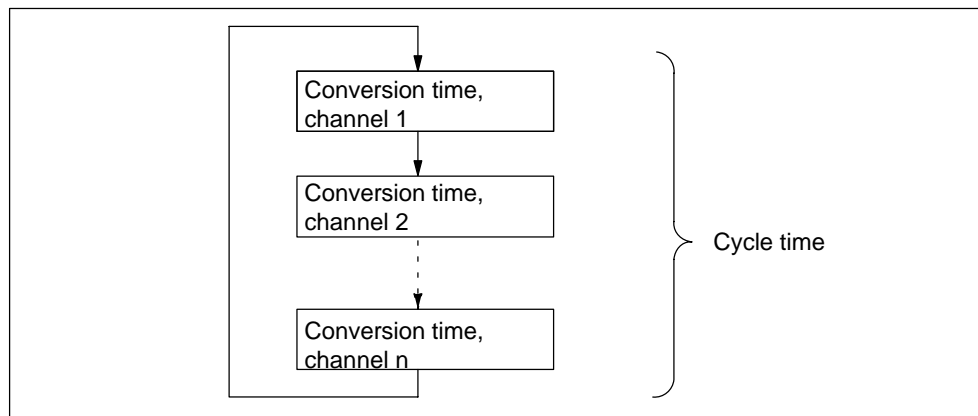 Conversion time,
channel 1
Conversion time,
channel 2
Cycle time
Conversion time,
channel n